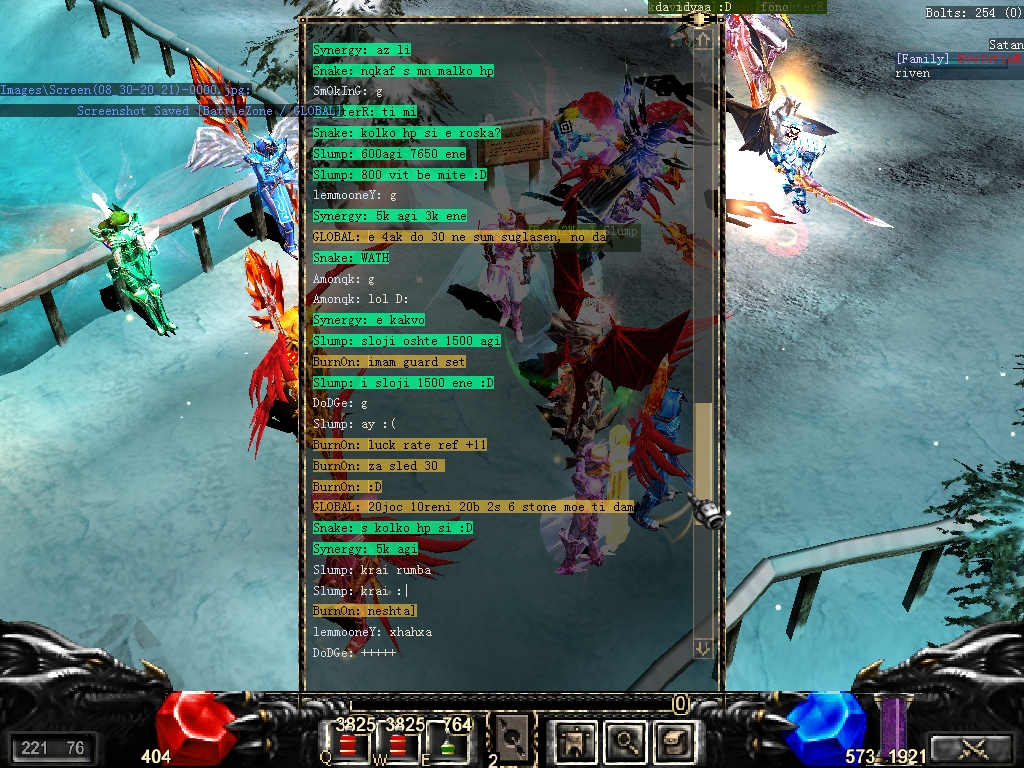 davidyaa :D
fono
Bolts: 254 (0)
Satan
[Family]
riven
Images\Screen(08_30-20_21)-0000.jpg:
Screenshot Saved [BattleZone / GLOBAL]
Synergy: az li
Snake: nqkaf s mn malko hp
SmOkInG: g
terR: ti mi
Snake: kolko hp si e roska?
Slump: 600agi 7650 ene
Slump: 800 vit be mite :D
lemmooneY: g
Synergy: 5k agi 3k ene
GLOBAL: e 4ak do 30 ne sum suglasen, no da
Slump
Snake: WATH
Amonqk: g
Amonqk: lol D:
Synergy: e kakvo
Slump: sloji oshte 1500 agi
BurnOn: imam guard set
Slump: i sloji 1500 ene :D
DoDGe: g
Slump: ay :(
BurnOn: luck rate ref +11
BurnOn: za sled 30
BurnOn: :D
GLOBAL: 20joc 10reni 20b 2s 6 stone moe ti dam
Snake: s kolko hp si :D
Synergy: 5k agi
Slump: krai rumba
Slump: krai :|
BurnOn: neshta]
lemmooneY: xhahxa
DoDGe: +++++
0
3825 3825 764
Q W E 2
221 76
404
573 1921